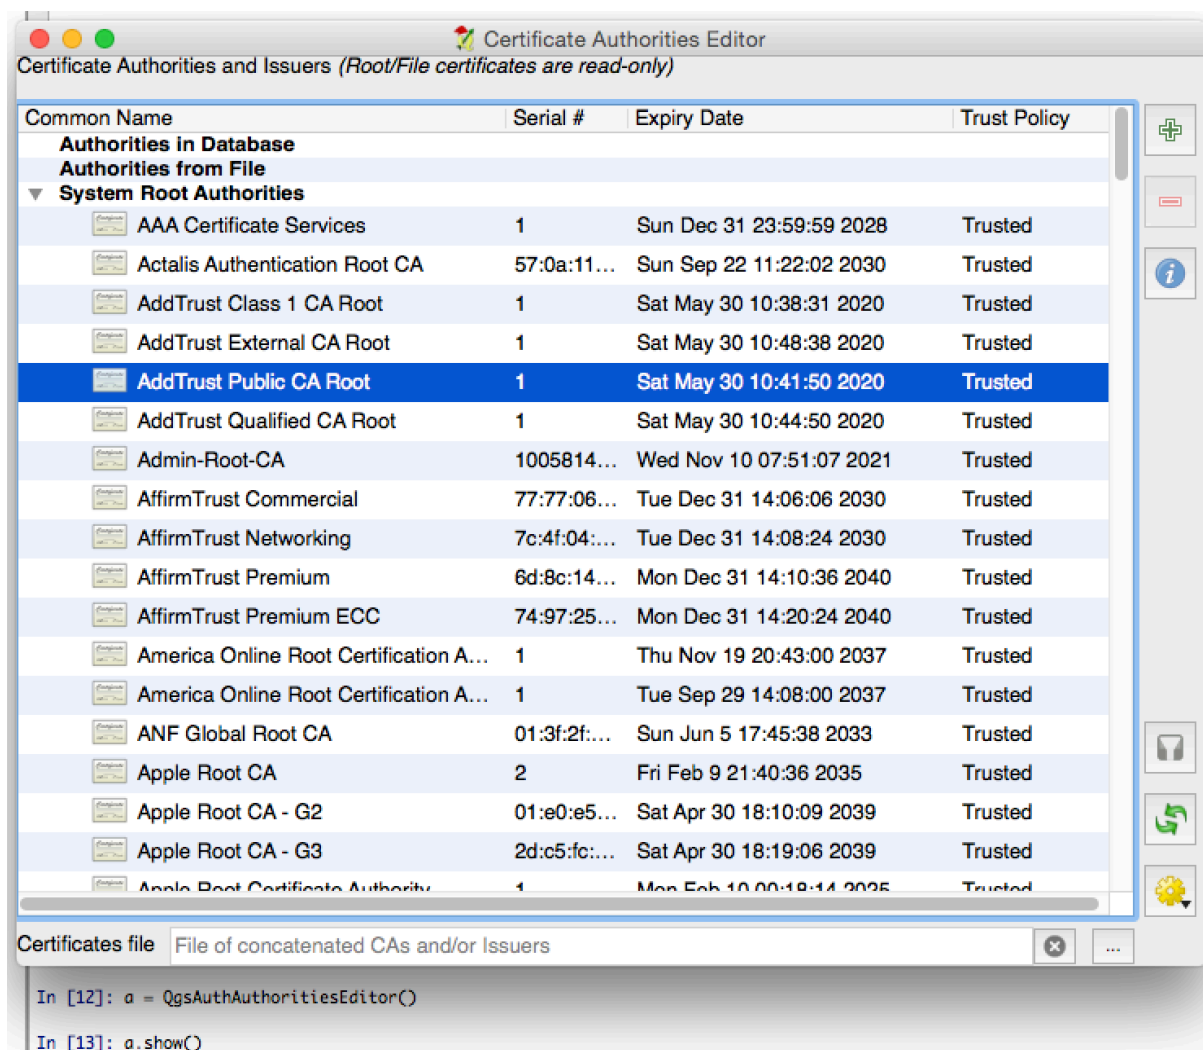 Certificate Authorities Editor
Certificate Authorities and Issuers (Root/File certificates are read-only)
Common Name Serial # Expiry Date Trust Policy
Authorities in Database
Authorities from File
System Root Authorities
AAA Certificate Services 1 Sun Dec 31 23:59:59 2028 Trusted
Actalis Authentication Root CA 57:0a:11... Sun Sep 22 11:22:02 2030 Trusted
AddTrust Class 1 CA Root 1 Sat May 30 10:38:31 2020 Trusted
AddTrust External CA Root 1 Sat May 30 10:48:38 2020 Trusted
AddTrust Public CA Root 1 Sat May 30 10:41:50 2020 Trusted
AddTrust Qualified CA Root 1 Sat May 30 10:44:50 2020 Trusted
Admin-Root-CA 1005814... Wed Nov 10 07:51:07 2021 Trusted
AffirmTrust Commercial 77:77:06... Tue Dec 31 14:06:06 2030 Trusted
AffirmTrust Networking 7c:4f:04:... Tue Dec 31 14:08:24 2030 Trusted
AffirmTrust Premium 6d:8c:14... Mon Dec 31 14:10:36 2040 Trusted
AffirmTrust Premium ECC 74:97:25... Mon Dec 31 14:20:24 2040 Trusted
America Online Root Certification A... 1 Thu Nov 19 20:43:00 2037 Trusted
America Online Root Certification A... 1 Tue Sep 29 14:08:00 2037 Trusted
ANF Global Root CA 01:3f:2f:... Sun Jun 5 17:45:38 2033 Trusted
Apple Root CA 2 Fri Feb 9 21:40:36 2035 Trusted
Apple Root CA - G2 01:e0:e5... Sat Apr 30 18:10:09 2039 Trusted
Apple Root CA - G3 2d:c5:fc:... Sat Apr 30 18:19:06 2039 Trusted
Apple Root Certificate Authority 1 Mon Feb 10 00:18:14 2025 Trusted
Certificates file File of concatenated CAs and/or Issuers ...
In [12]: a = QgsAuthAuthoritiesEditor()
In [13]: a.show()